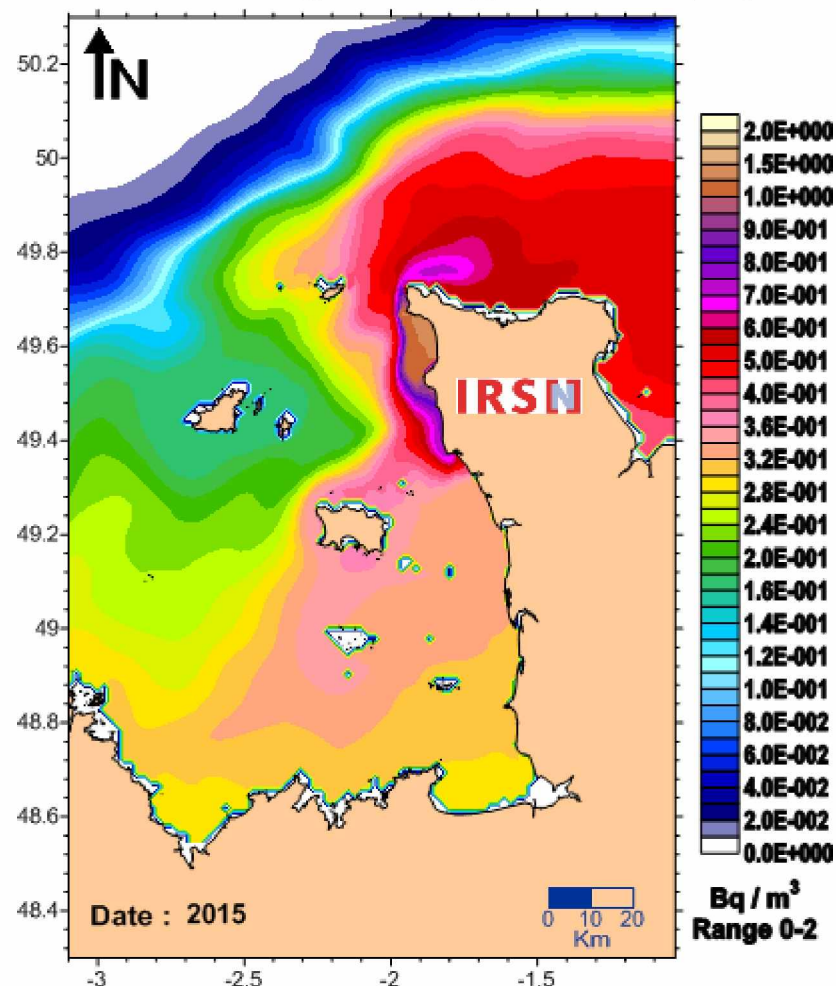 N
50.2
50
49.8
49.6
49.4
49.2
49
48.8
48.6
48.4
-3
-2.5
-2
-1.5
IRSN
Date : 2015
0 10 20
Km
2.0E+000
1.5E+000
1.0E+000
9.0E-001
8.0E-001
7.0E-001
6.0E-001
5.0E-001
4.0E-001
3.6E-001
3.2E-001
2.8E-001
2.4E-001
2.0E-001
1.6E-001
1.4E-001
1.2E-001
1.0E-001
8.0E-002
6.0E-002
4.0E-002
2.0E-002
0.0E+000
Bq / m³
Range 0-2